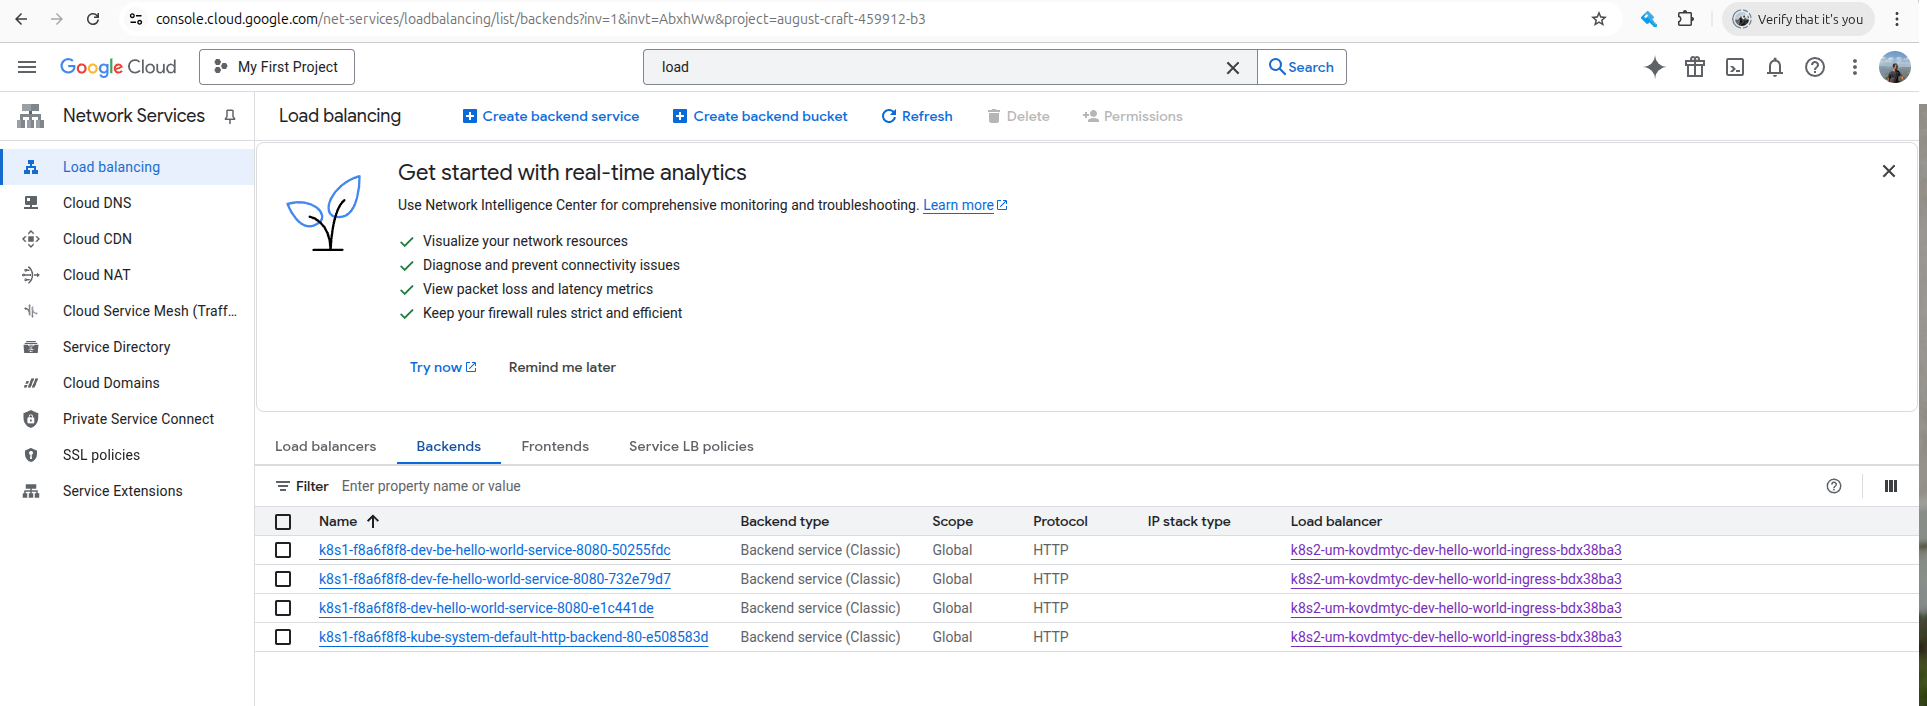 console.cloud.google.com/net-services/loadbalancing/list/backends?inv=1&invt=AbxhWw&project=august-craft-459912-b3
Verify that it's you
Google Cloud
My First Project
load
Search
Network Services
Load balancing
Create backend service
Create backend bucket
Refresh
Delete
Permissions
Load balancing
Cloud DNS
Cloud CDN
Cloud NAT
Cloud Service Mesh (Traff...
Service Directory
Cloud Domains
Private Service Connect
SSL policies
Service Extensions
Get started with real-time analytics
Use Network Intelligence Center for comprehensive monitoring and troubleshooting. Learn more
Visualize your network resources
Diagnose and prevent connectivity issues
View packet loss and latency metrics
Keep your firewall rules strict and efficient
Try now Remind me later
Load balancers Backends Frontends Service LB policies
Filter Enter property name or value
Name Backend type Scope Protocol IP stack type Load balancer
k8s1-f8a6f8f8-dev-be-hello-world-service-8080-50255fdc Backend service (Classic) Global HTTP k8s2-um-kovdmtyc-dev-hello-world-ingress-bdx38ba3
k8s1-f8a6f8f8-dev-fe-hello-world-service-8080-732e79d7 Backend service (Classic) Global HTTP k8s2-um-kovdmtyc-dev-hello-world-ingress-bdx38ba3
k8s1-f8a6f8f8-dev-hello-world-service-8080-e1c441de Backend service (Classic) Global HTTP k8s2-um-kovdmtyc-dev-hello-world-ingress-bdx38ba3
k8s1-f8a6f8f8-kube-system-default-http-backend-80-e508583d Backend service (Classic) Global HTTP k8s2-um-kovdmtyc-dev-hello-world-ingress-bdx38ba3